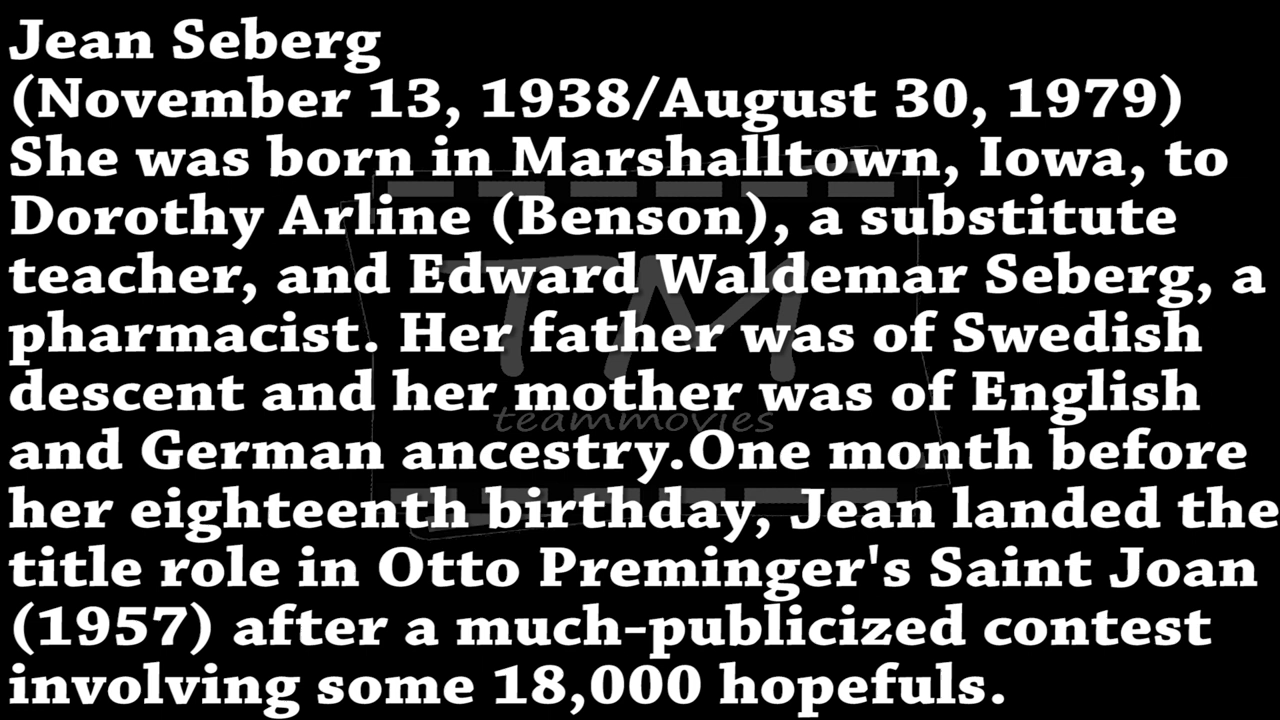 Jean Seberg
(November 13, 1938/August 30, 1979)
She was born in Marshalltown, Iowa, to
Dorothy Arline (Benson), a substitute
teacher, and Edward Waldemar Seberg, a
pharmacist. Her father was of Swedish
descent and her mother was of English
and German ancestry.One month before
her eighteenth birthday, Jean landed the
title role in Otto Preminger's Saint Joan
(1957) after a much-publicized contest
involving some 18,000 hopefuls.
TM
teammovies